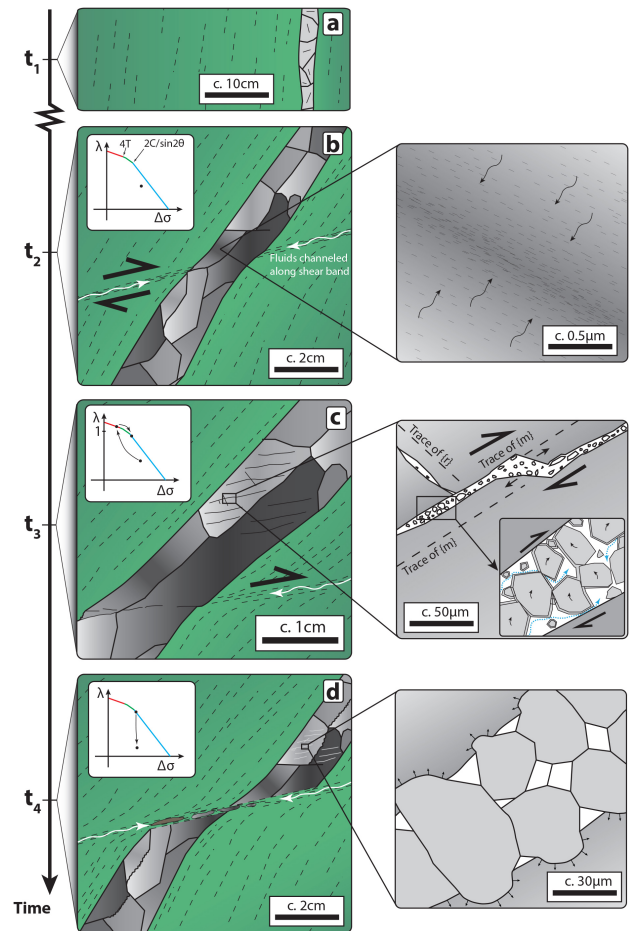 t1
a
c. 10cm
b
λ
4T
2C/sin2θ
Δσ
t2
Fluids channeled
along shear band
c. 2cm
c. 0.5μm
c
λ
1
Δσ
t3
c. 1cm
Trace of {r}
Trace of {m}
Trace of {m}
c. 50μm
d
λ
Δσ
t4
c. 2cm
c. 30μm
Time